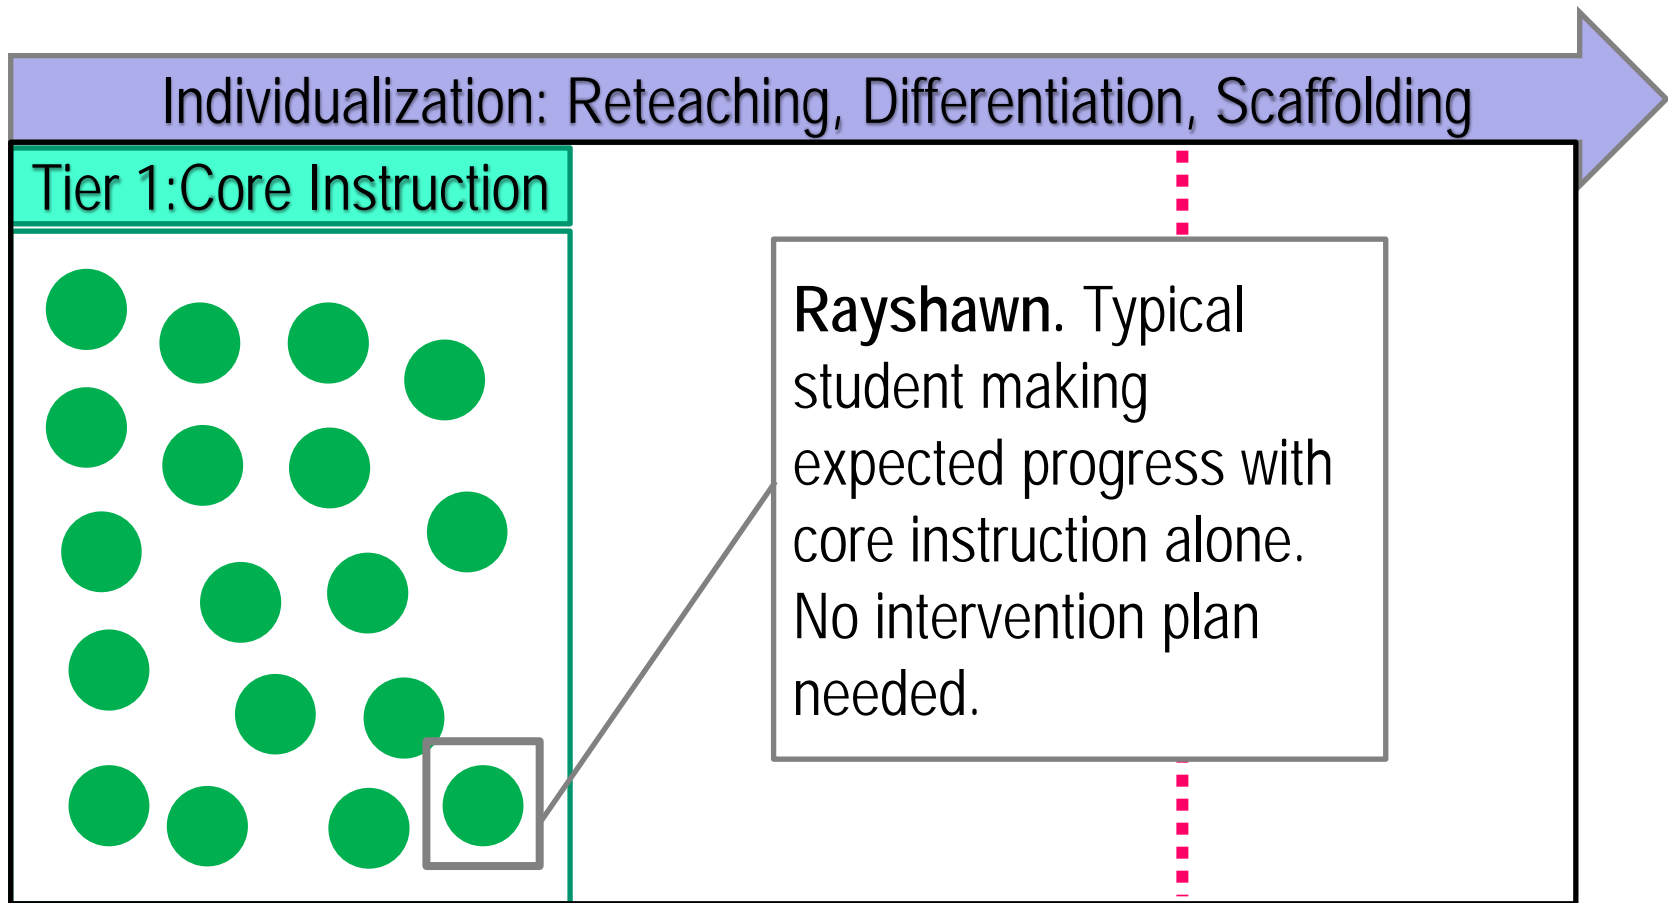 Individualization: Reteaching, Differentiation, Scaffolding
Tier 1:Core Instruction
Rayshawn. Typical
student making
expected progress with
core instruction alone.
No intervention plan
needed.